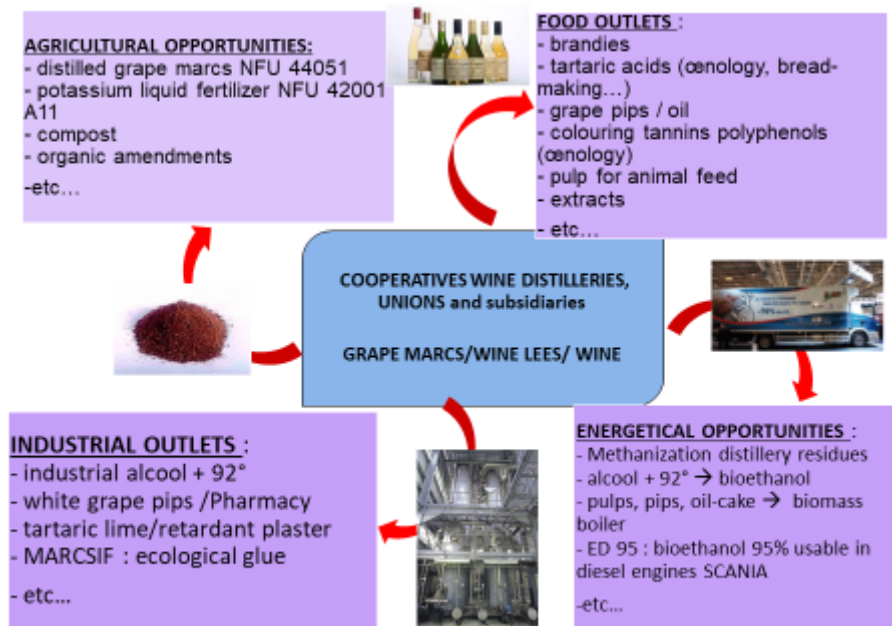 AGRICULTURAL OPPORTUNITIES:
- distilled grape marcs NFU 44051
- potassium liquid fertilizer NFU 42001
A11
- compost
- organic amendments
-etc...
FOOD OUTLETS :
- brandies
- tartaric acids (œnology, bread-
making...)
- grape pips / oil
- colouring tannins polyphenols
(œnology)
- pulp for animal feed
- extracts
- etc...
COOPERATIVES WINE DISTILLERIES,
UNIONS and subsidiaries
GRAPE MARCS/WINE LEES/ WINE
INDUSTRIAL OUTLETS :
- industrial alcool + 92°
- white grape pips /Pharmacy
- tartaric lime/retardant plaster
- MARCSIF : ecological glue
- etc...
ENERGETICAL OPPORTUNITIES :
- Methanization distillery residues
- alcool + 92° → bioethanol
- pulps, pips, oil-cake → biomass
boiler
- ED 95 : bioethanol 95% usable in
diesel engines SCANIA
-etc...